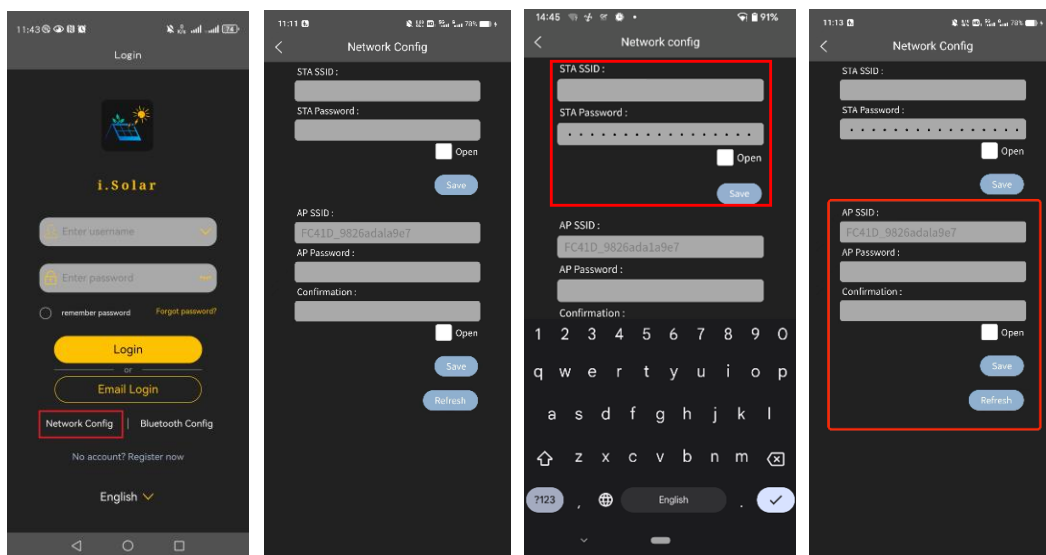 11:43
74
Login
i.Solar
Enter username
Enter password
remember password
Forgot password?
Login
or
Email Login
Network Config | Bluetooth Config
No account? Register now
English
11:11
78%
Network Config
STA SSID :
STA Password :
Open
Save
AP SSID :
FC41D_9826adala9e7
AP Password :
Confirmation :
Open
Save
Refresh
14:45
91%
Network config
STA SSID :
STA Password :
Open
Save
AP SSID :
FC41D_9826ada1a9e7
AP Password :
Confirmation :
1 2 3 4 5 6 7 8 9 0
q w e r t y u i o p
a s d f g h j k l
z x c v b n m
?123 , English .
11:13
78%
Network Config
STA SSID :
STA Password :
Open
Save
AP SSID :
FC41D_9826adala9e7
AP Password :
Confirmation :
Open
Save
Refresh